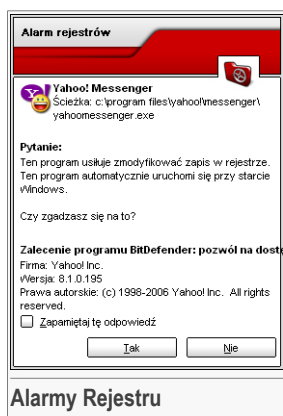 Alarm rejestrów
Yahoo! Messenger
Ścieżka: c:\program files\yahoo!\messenger\
yahoomessenger.exe
Pytanie:
Ten program usiłuje zmodyfikować zapis w rejestrze.
Ten program automatycznie uruchomi się przy starcie
Windows.
Czy zgadzasz się na to?
Zalecenie programu BitDefender: pozwól na dostę
Firma: Yahoo! Inc.
Wersja: 8.1.0.195
Prawa autorskie: (c) 1998-2006 Yahoo! Inc. All rights
reserved.
Zapamiętaj tę odpowiedź
Tak
Nie
Alarmy Rejestru